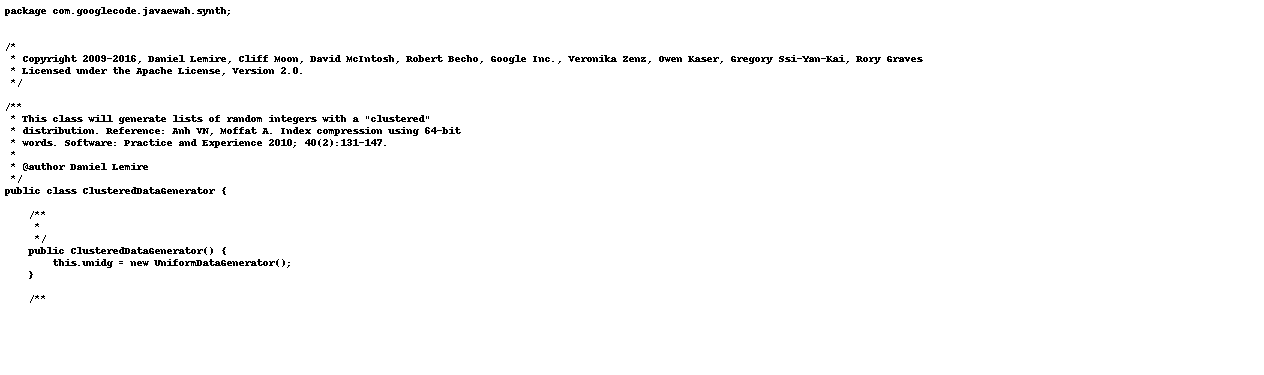 package com.googlecode.javaewah.synth;


/*
 * Copyright 2009-2016, Daniel Lemire, Cliff Moon, David McIntosh, Robert Becho, Google Inc., Veronika Zenz, Owen Kaser, Gregory Ssi-Yan-Kai, Rory Graves
 * Licensed under the Apache License, Version 2.0.
 */

/**
 * This class will generate lists of random integers with a "clustered"
 * distribution. Reference: Anh VN, Moffat A. Index compression using 64-bit
 * words. Software: Practice and Experience 2010; 40(2):131-147.
 *
 * @author Daniel Lemire
 */
public class ClusteredDataGenerator {

    /**
     *
     */
    public ClusteredDataGenerator() {
        this.unidg = new UniformDataGenerator();
    }

    /**